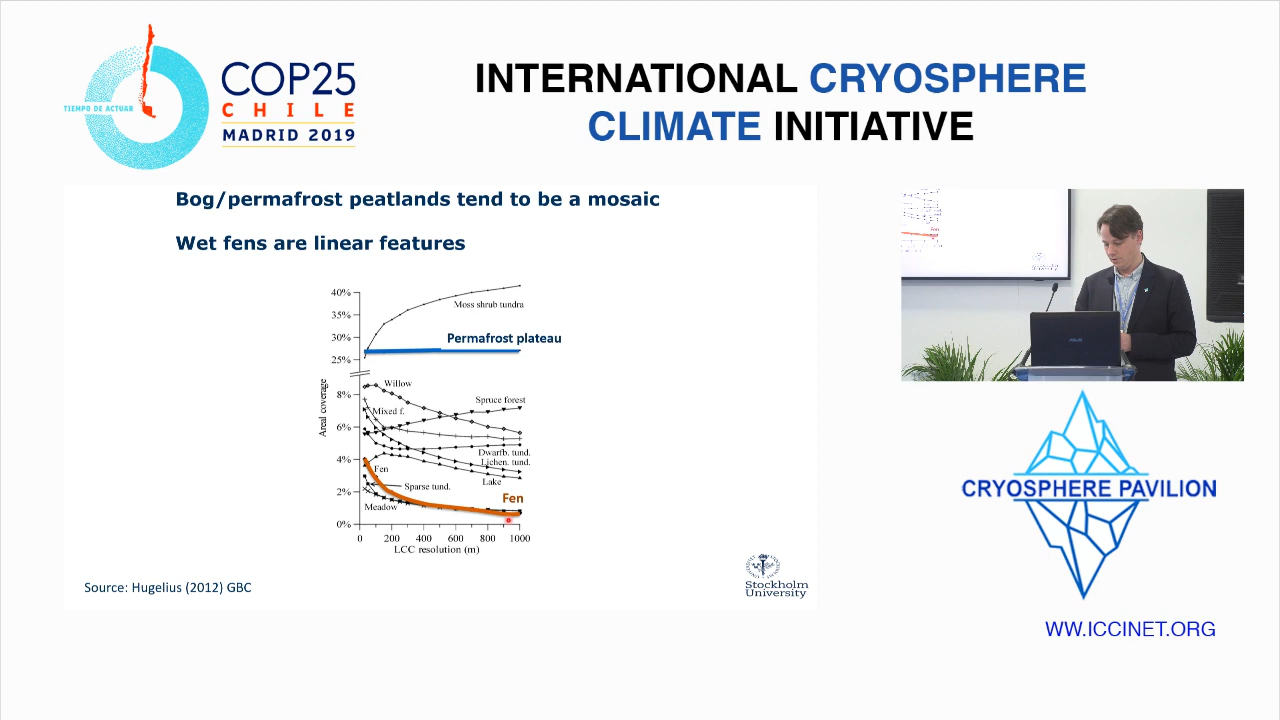 COP25
CHILE
MADRID 2019
TIEMPO DE ACTUAR
INTERNATIONAL CRYOSPHERE
CLIMATE INITIATIVE
Bog/permafrost peatlands tend to be a mosaic
Wet fens are linear features
40%
35%
30%
25%
8%
6%
4%
2%
0%
Areal coverage
Moss shrub tundra
Permafrost plateau
Willow
Mixed f.
Spruce forest
Dwarfb. tund.
Lichen. tund.
Lake
Fen
Sparse tund.
Meadow
Fen
0 200 400 600 800 1000
LCC resolution (m)
Source: Hugelius (2012) GBC
Stockholm
University
Fen
CRYOSPHERE PAVILION
WW.ICCINET.ORG